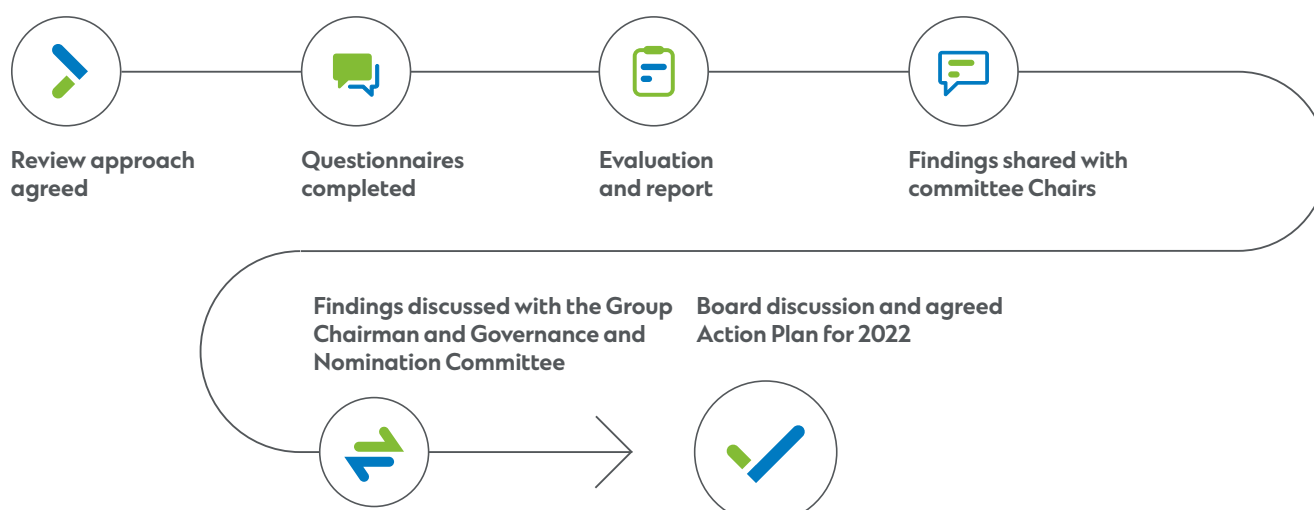 Review approach
agreed
Questionnaires
completed
Evaluation
and report
Findings shared with
committee Chairs
Findings discussed with the Group
Chairman and Governance and
Nomination Committee
Board discussion and agreed
Action Plan for 2022